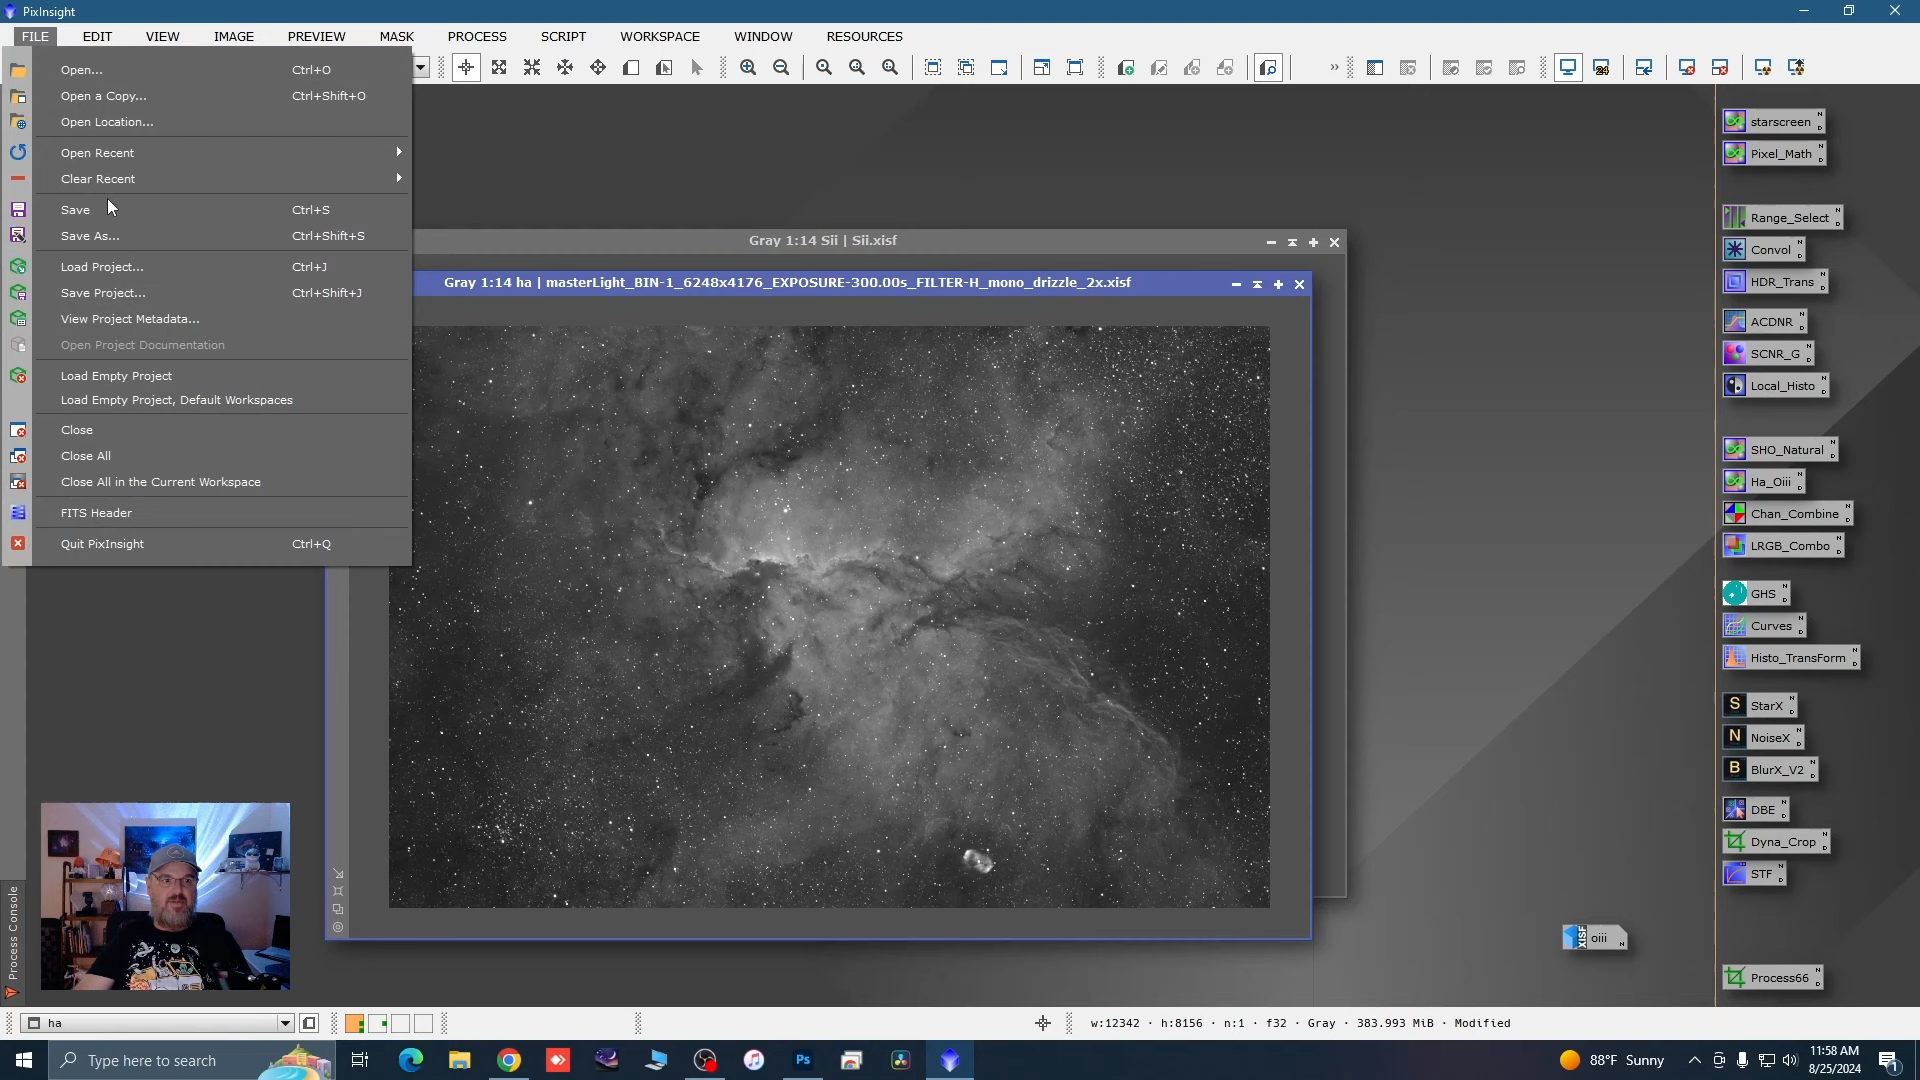 PixInsight
FILE EDIT VIEW IMAGE PREVIEW MASK PROCESS SCRIPT WORKSPACE WINDOW RESOURCES
Open... Ctrl+O
Open a Copy... Ctrl+Shift+O
Open Location...
Open Recent
Clear Recent
Save Ctrl+S
Save As... Ctrl+Shift+S
Load Project... Ctrl+J
Save Project... Ctrl+Shift+J
View Project Metadata...
Open Project Documentation
Load Empty Project
Load Empty Project, Default Workspaces
Close
Close All
Close All in the Current Workspace
FITS Header
Quit PixInsight Ctrl+Q
Gray 1:14 Sii | Sii.xisf
Gray 1:14 ha | masterLight_BIN-1_6248x4176_EXPOSURE-300.00s_FILTER-H_mono_drizzle_2x.xisf
starscreen
Pixel_Math
Range_Select
Convol
HDR_Trans
ACDNR
SCNR_G
Local_Histo
SHO_Natural
Ha_Oiii
Chan_Combine
LRGB_Combo
GHS
Curves
Histo_TransForm
S StarX
N NoiseX
B BlurX_V2
DBE
Dyna_Crop
STF
XISF oiii
Process66
Process Console
ha
w:12342 · h:8156 · n:1 · f32 · Gray · 383.993 MiB · Modified
Type here to search
Ps
88°F Sunny
11:58 AM
8/25/2024
1